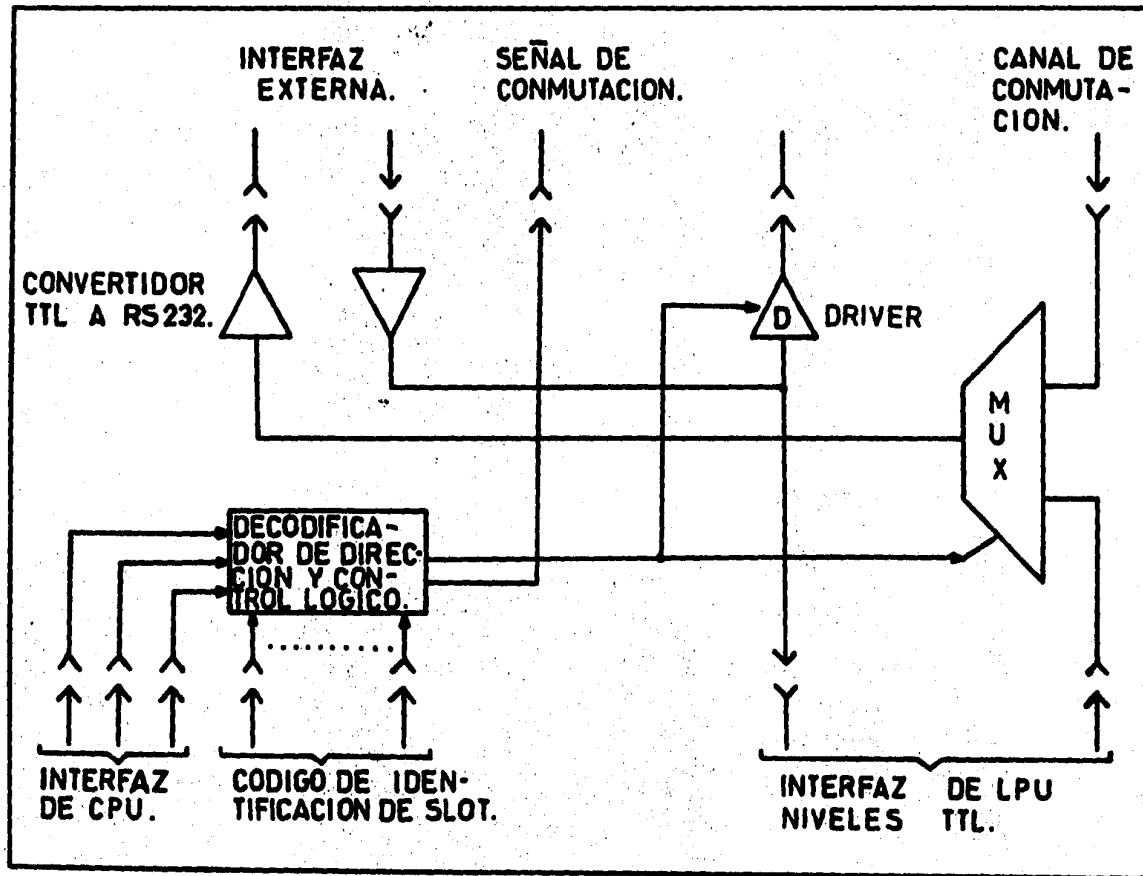 INTERFAZ
EXTERNA.
SEÑAL DE
CONMUTACION.
CANAL DE
CONMUTA-
CION.
CONVERTIDOR
TTL A RS232.
D
DRIVER
M
U
X
DECODIFICA-
DOR DE DIREC-
CION Y CON-
TROL LOGICO.
INTERFAZ
DE CPU.
CODIGO DE IDEN-
TIFICACION DE SLOT.
INTERFAZ DE LPU
NIVELES TTL.